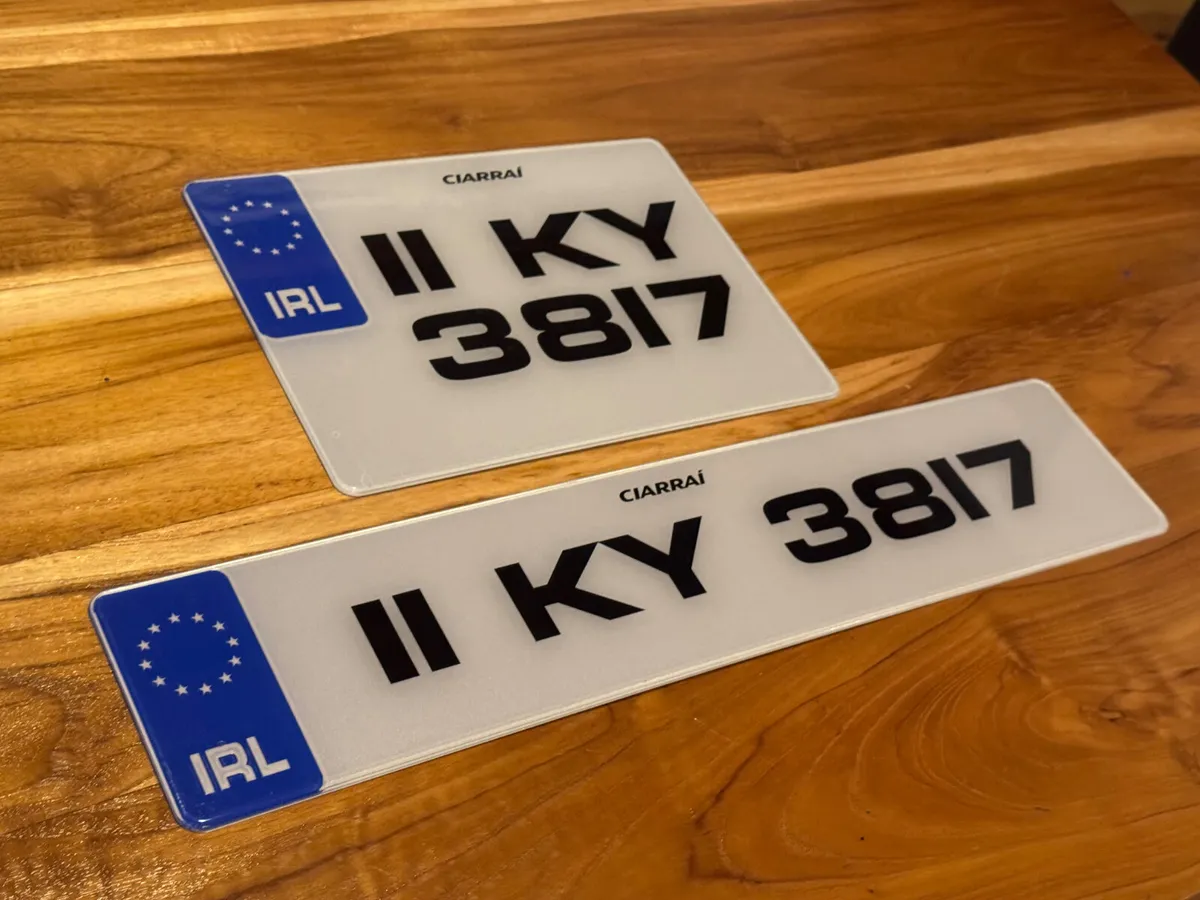 CIARRAÍ
11 KY
3817
IRL
CIARRAÍ
11 KY 3817
IRL